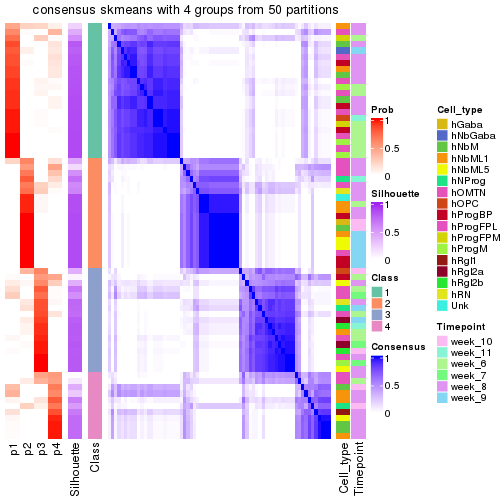 consensus skmeans with 4 groups from 50 partitions
p1
p2
p3
p4
Silhouette
Class
Cell_type
Timepoint
Prob
1
0.5
0
Silhouette
1
0.5
0
Class
1
2
3
4
Consensus
1
0.5
0
Cell_type
hGaba
hNbGaba
hNbM
hNbML1
hNbML5
hNProg
hOMTN
hOPC
hProgBP
hProgFPL
hProgFPM
hProgM
hRgl1
hRgl2a
hRgl2b
hRN
Unk
Timepoint
week_10
week_11
week_6
week_7
week_8
week_9